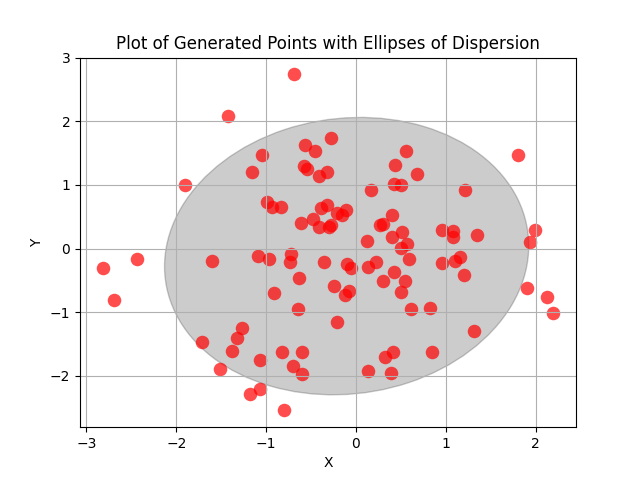 Plot of Generated Points with Ellipses of Dispersion
3
2
1
0
−1
−2
Y
−3 −2 −1 0 1 2
X